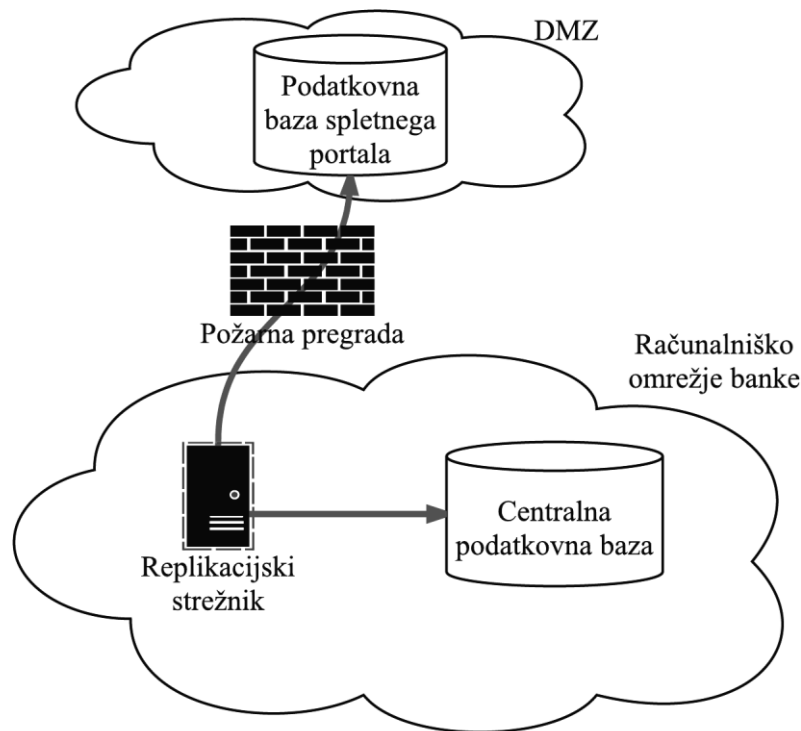 DMZ
Podatkovna
baza spletnega
portala
Požarna pregrada
Računalniško
omrežje banke
Centralna
podatkovna baza
Replikacijski
strežnik